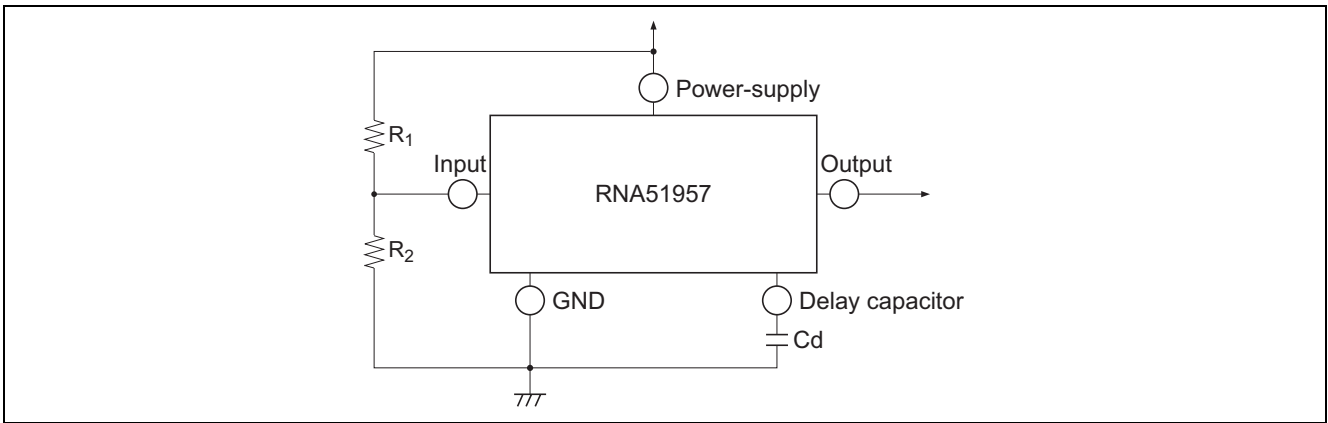 Power-supply
R1
Input
Output
RNA51957
R2
GND
Delay capacitor
Cd